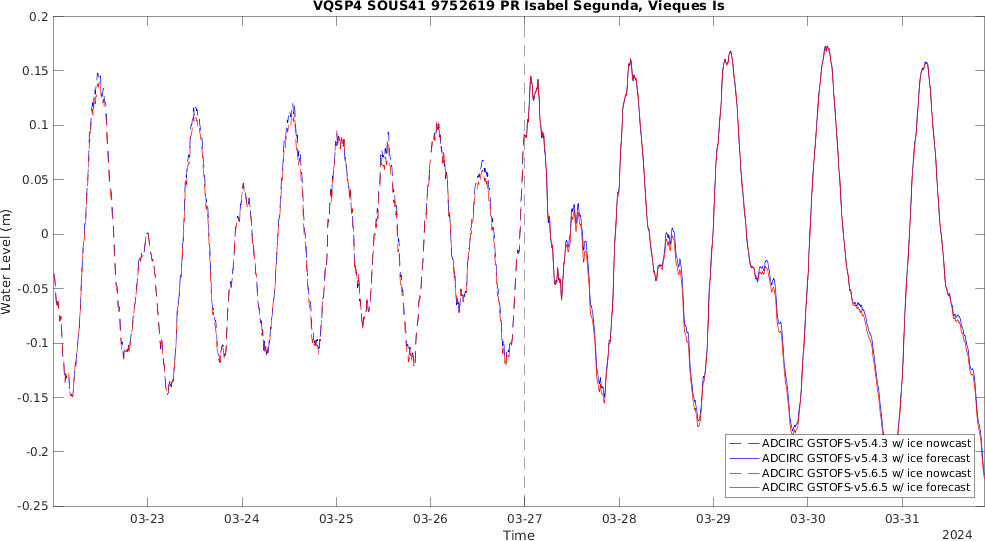 VQSP4 SOUS41 9752619 PR Isabel Segunda, Vieques Is
0.2
0.15
0.1
0.05
0
-0.05
-0.1
-0.15
-0.2
-0.25
Water Level (m)
03-23
03-24
03-25
03-26
03-27
03-28
03-29
03-30
03-31
Time
2024
ADCIRC GSTOFS-v5.4.3 w/ ice nowcast
ADCIRC GSTOFS-v5.4.3 w/ ice forecast
ADCIRC GSTOFS-v5.6.5 w/ ice nowcast
ADCIRC GSTOFS-v5.6.5 w/ ice forecast